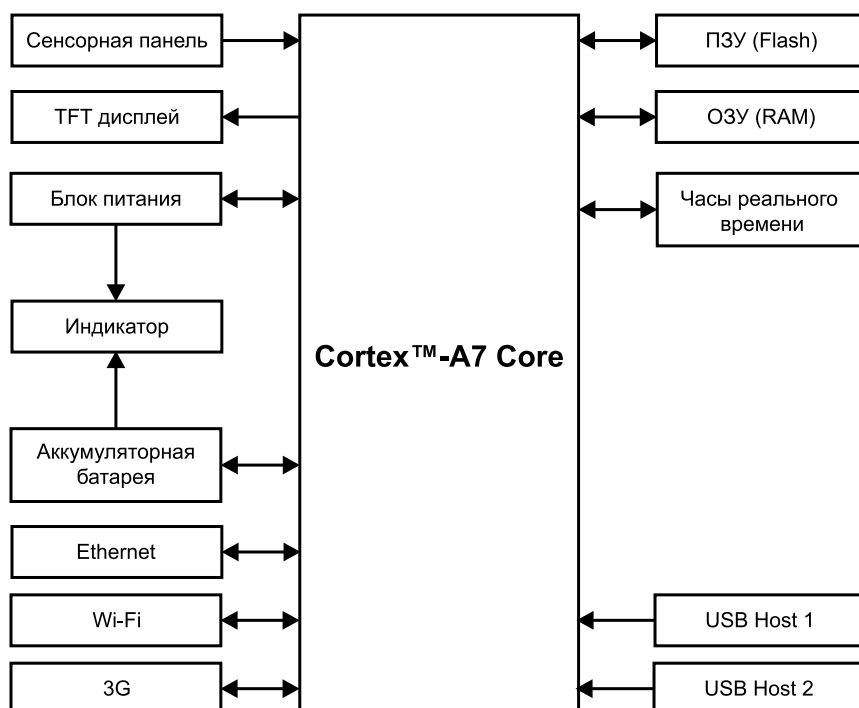 Сенсорная панель
TFT дисплей
Блок питания
Индикатор
Аккумуляторная
батарея
Ethernet
Wi-Fi
3G
Cortex™-A7 Core
ПЗУ (Flash)
ОЗУ (RAM)
Часы реального
времени
USB Host 1
USB Host 2